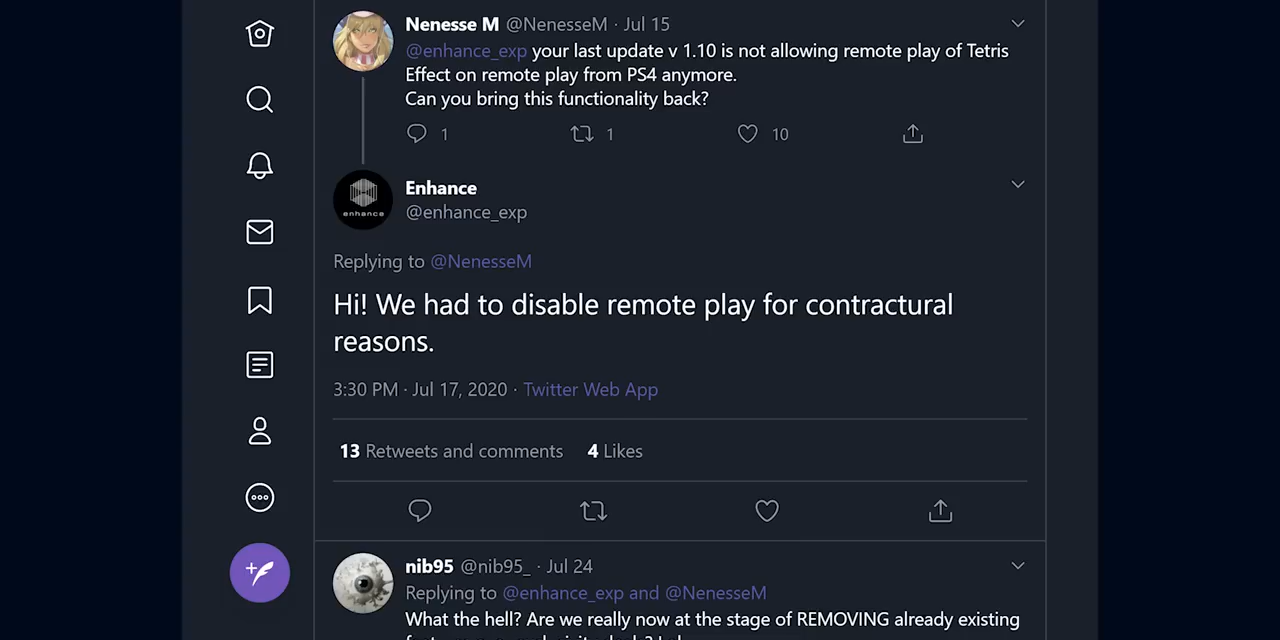 Nenesse M @NenesseM · Jul 15
@enhance_exp your last update v 1.10 is not allowing remote play of Tetris
Effect on remote play from PS4 anymore.
Can you bring this functionality back?
1 1 10
Enhance
enhance
@enhance_exp
Replying to @NenesseM
Hi! We had to disable remote play for contractural
reasons.
3:30 PM · Jul 17, 2020 · Twitter Web App
13 Retweets and comments 4 Likes
nib95 @nib95_ · Jul 24
Replying to @enhance_exp and @NenesseM
What the hell? Are we really now at the stage of REMOVING already existing